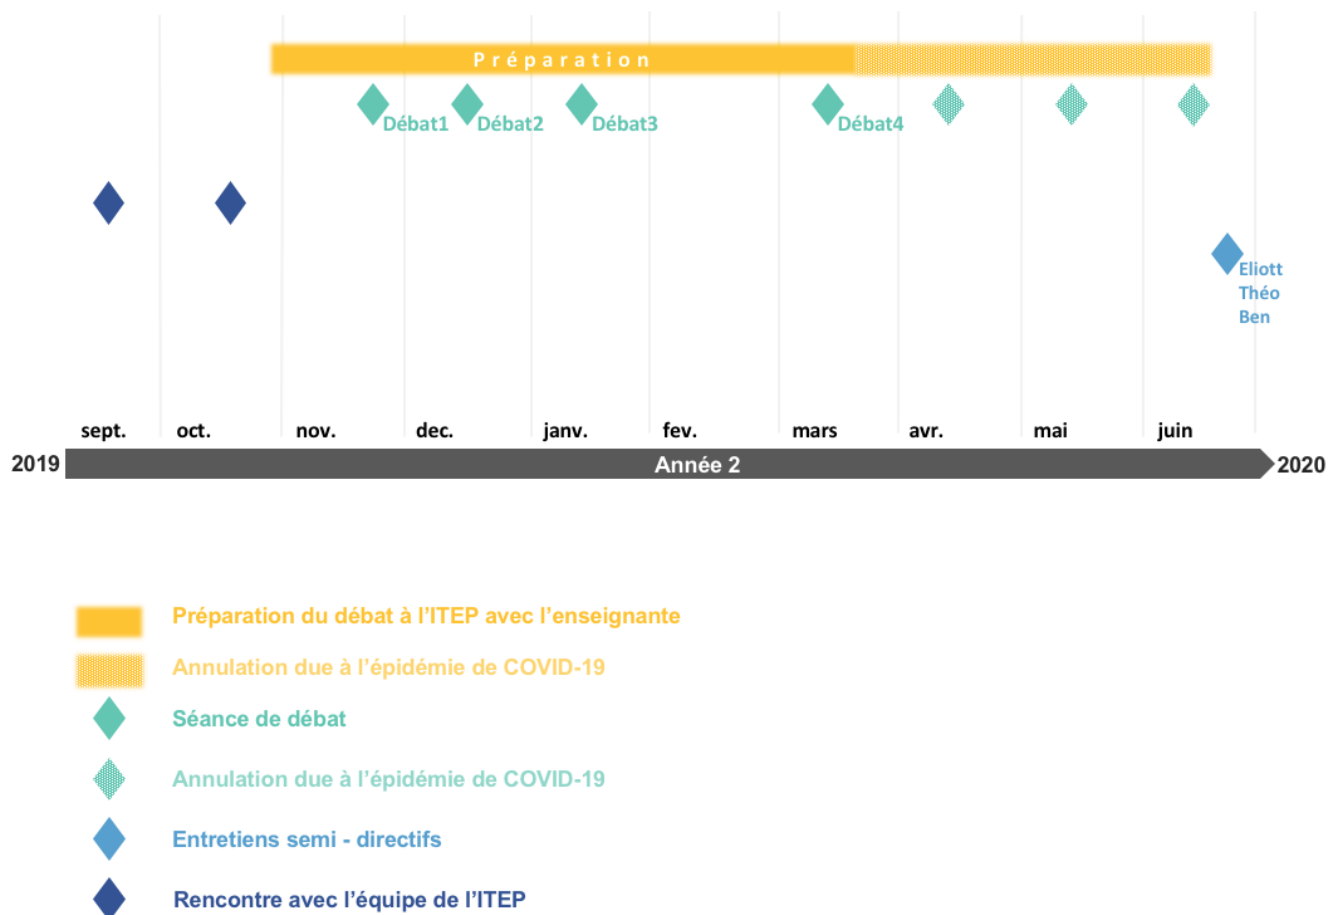 Préparation
Débat1
Débat2
Débat3
Débat4
Eliott
Théo
Ben
sept.
oct.
nov.
dec.
janv.
fev.
mars
avr.
mai
juin
2019
Année 2
2020
Préparation du débat à l’ITEP avec l’enseignante
Annulation due à l’épidémie de COVID-19
Séance de débat
Annulation due à l’épidémie de COVID-19
Entretiens semi - directifs
Rencontre avec l’équipe de l’ITEP